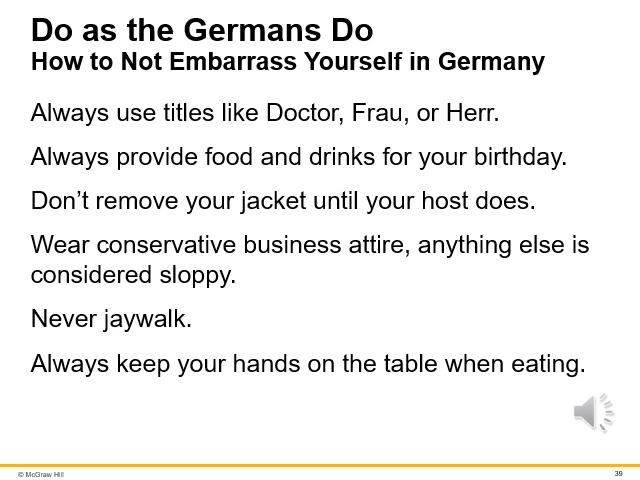 Do as the Germans Do
How to Not Embarrass Yourself in Germany
Always use titles like Doctor, Frau, or Herr.
Always provide food and drinks for your birthday.
Don’t remove your jacket until your host does.
Wear conservative business attire, anything else is
considered sloppy.
Never jaywalk.
Always keep your hands on the table when eating.
© McGraw Hill
39